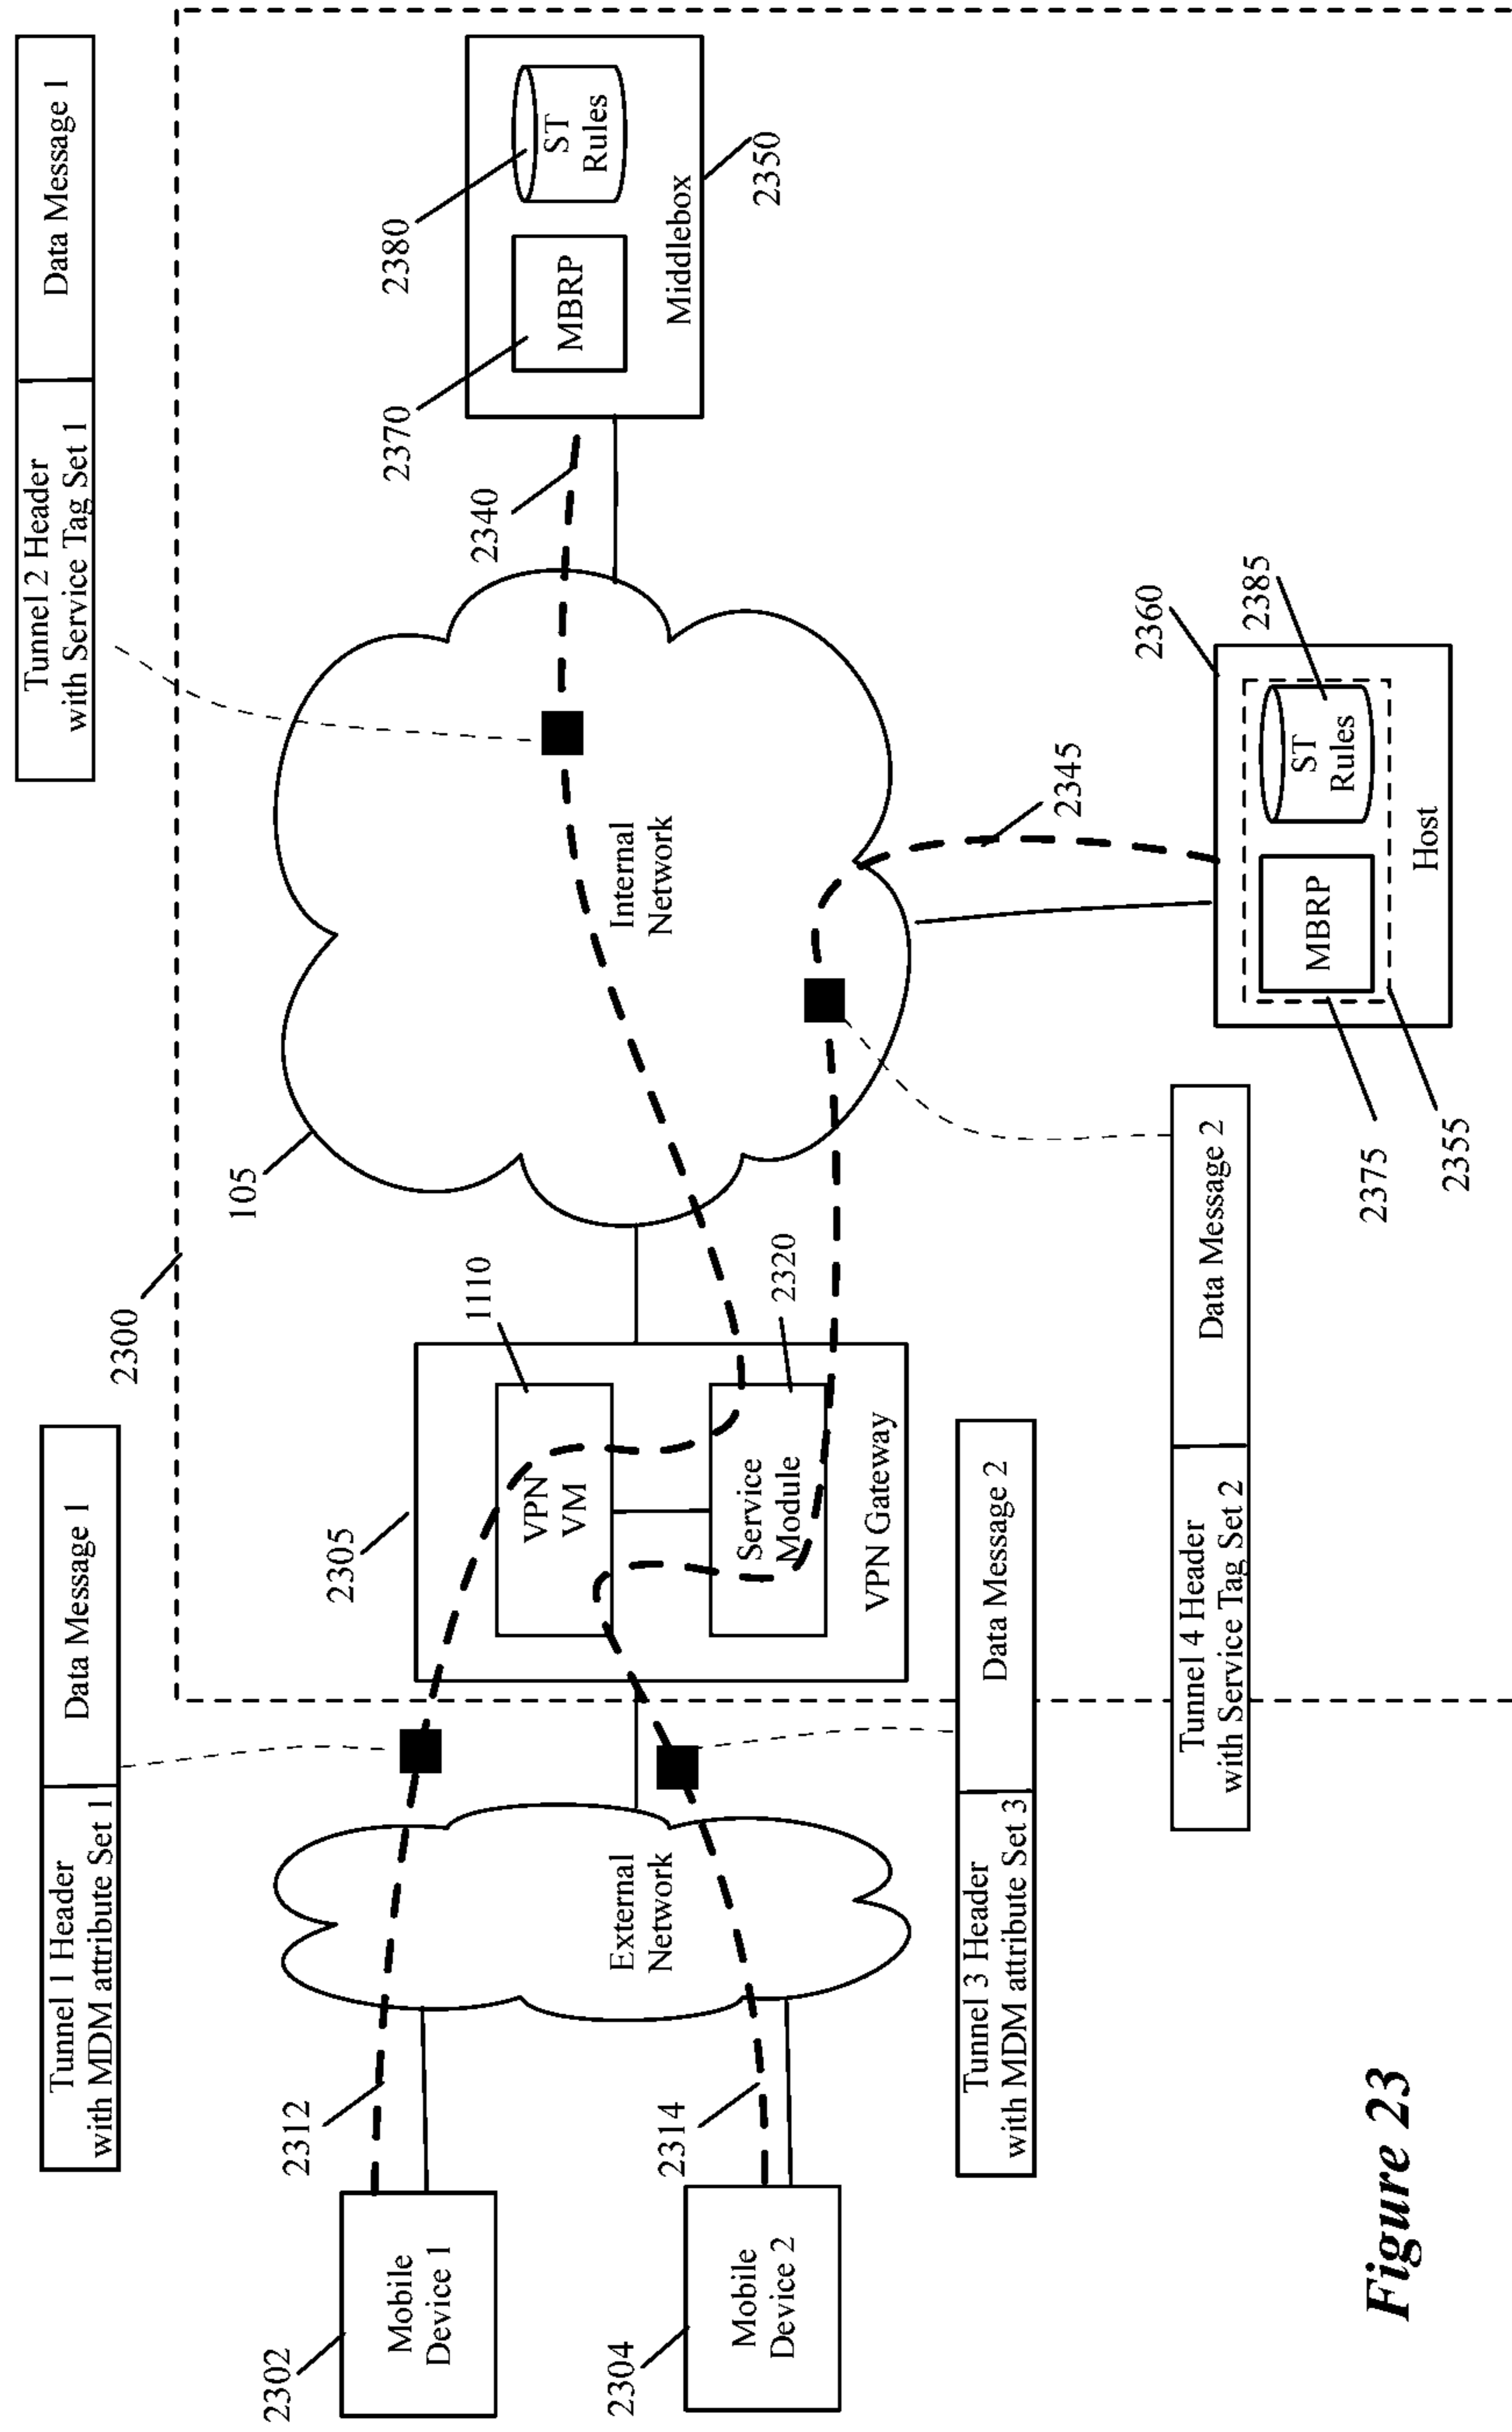 Tunnel 1 Header
with MDM attribute Set 1
Data Message 1
Tunnel 2 Header
with Service Tag Set 1
Data Message 1
2300
105
2302
Mobile
Device 1
2312
2305
1110
VPN
VM
2340
2370
2380
MBRP
ST
Rules
Middlebox
2350
External
Network
Internal
Network
2304
Mobile
Device 2
2314
Service
Module
2320
VPN Gateway
2345
2360
2385
MBRP
ST
Rules
Host
2375
2355
Tunnel 3 Header
with MDM attribute Set 3
Data Message 2
Tunnel 4 Header
with Service Tag Set 2
Data Message 2
Figure 23